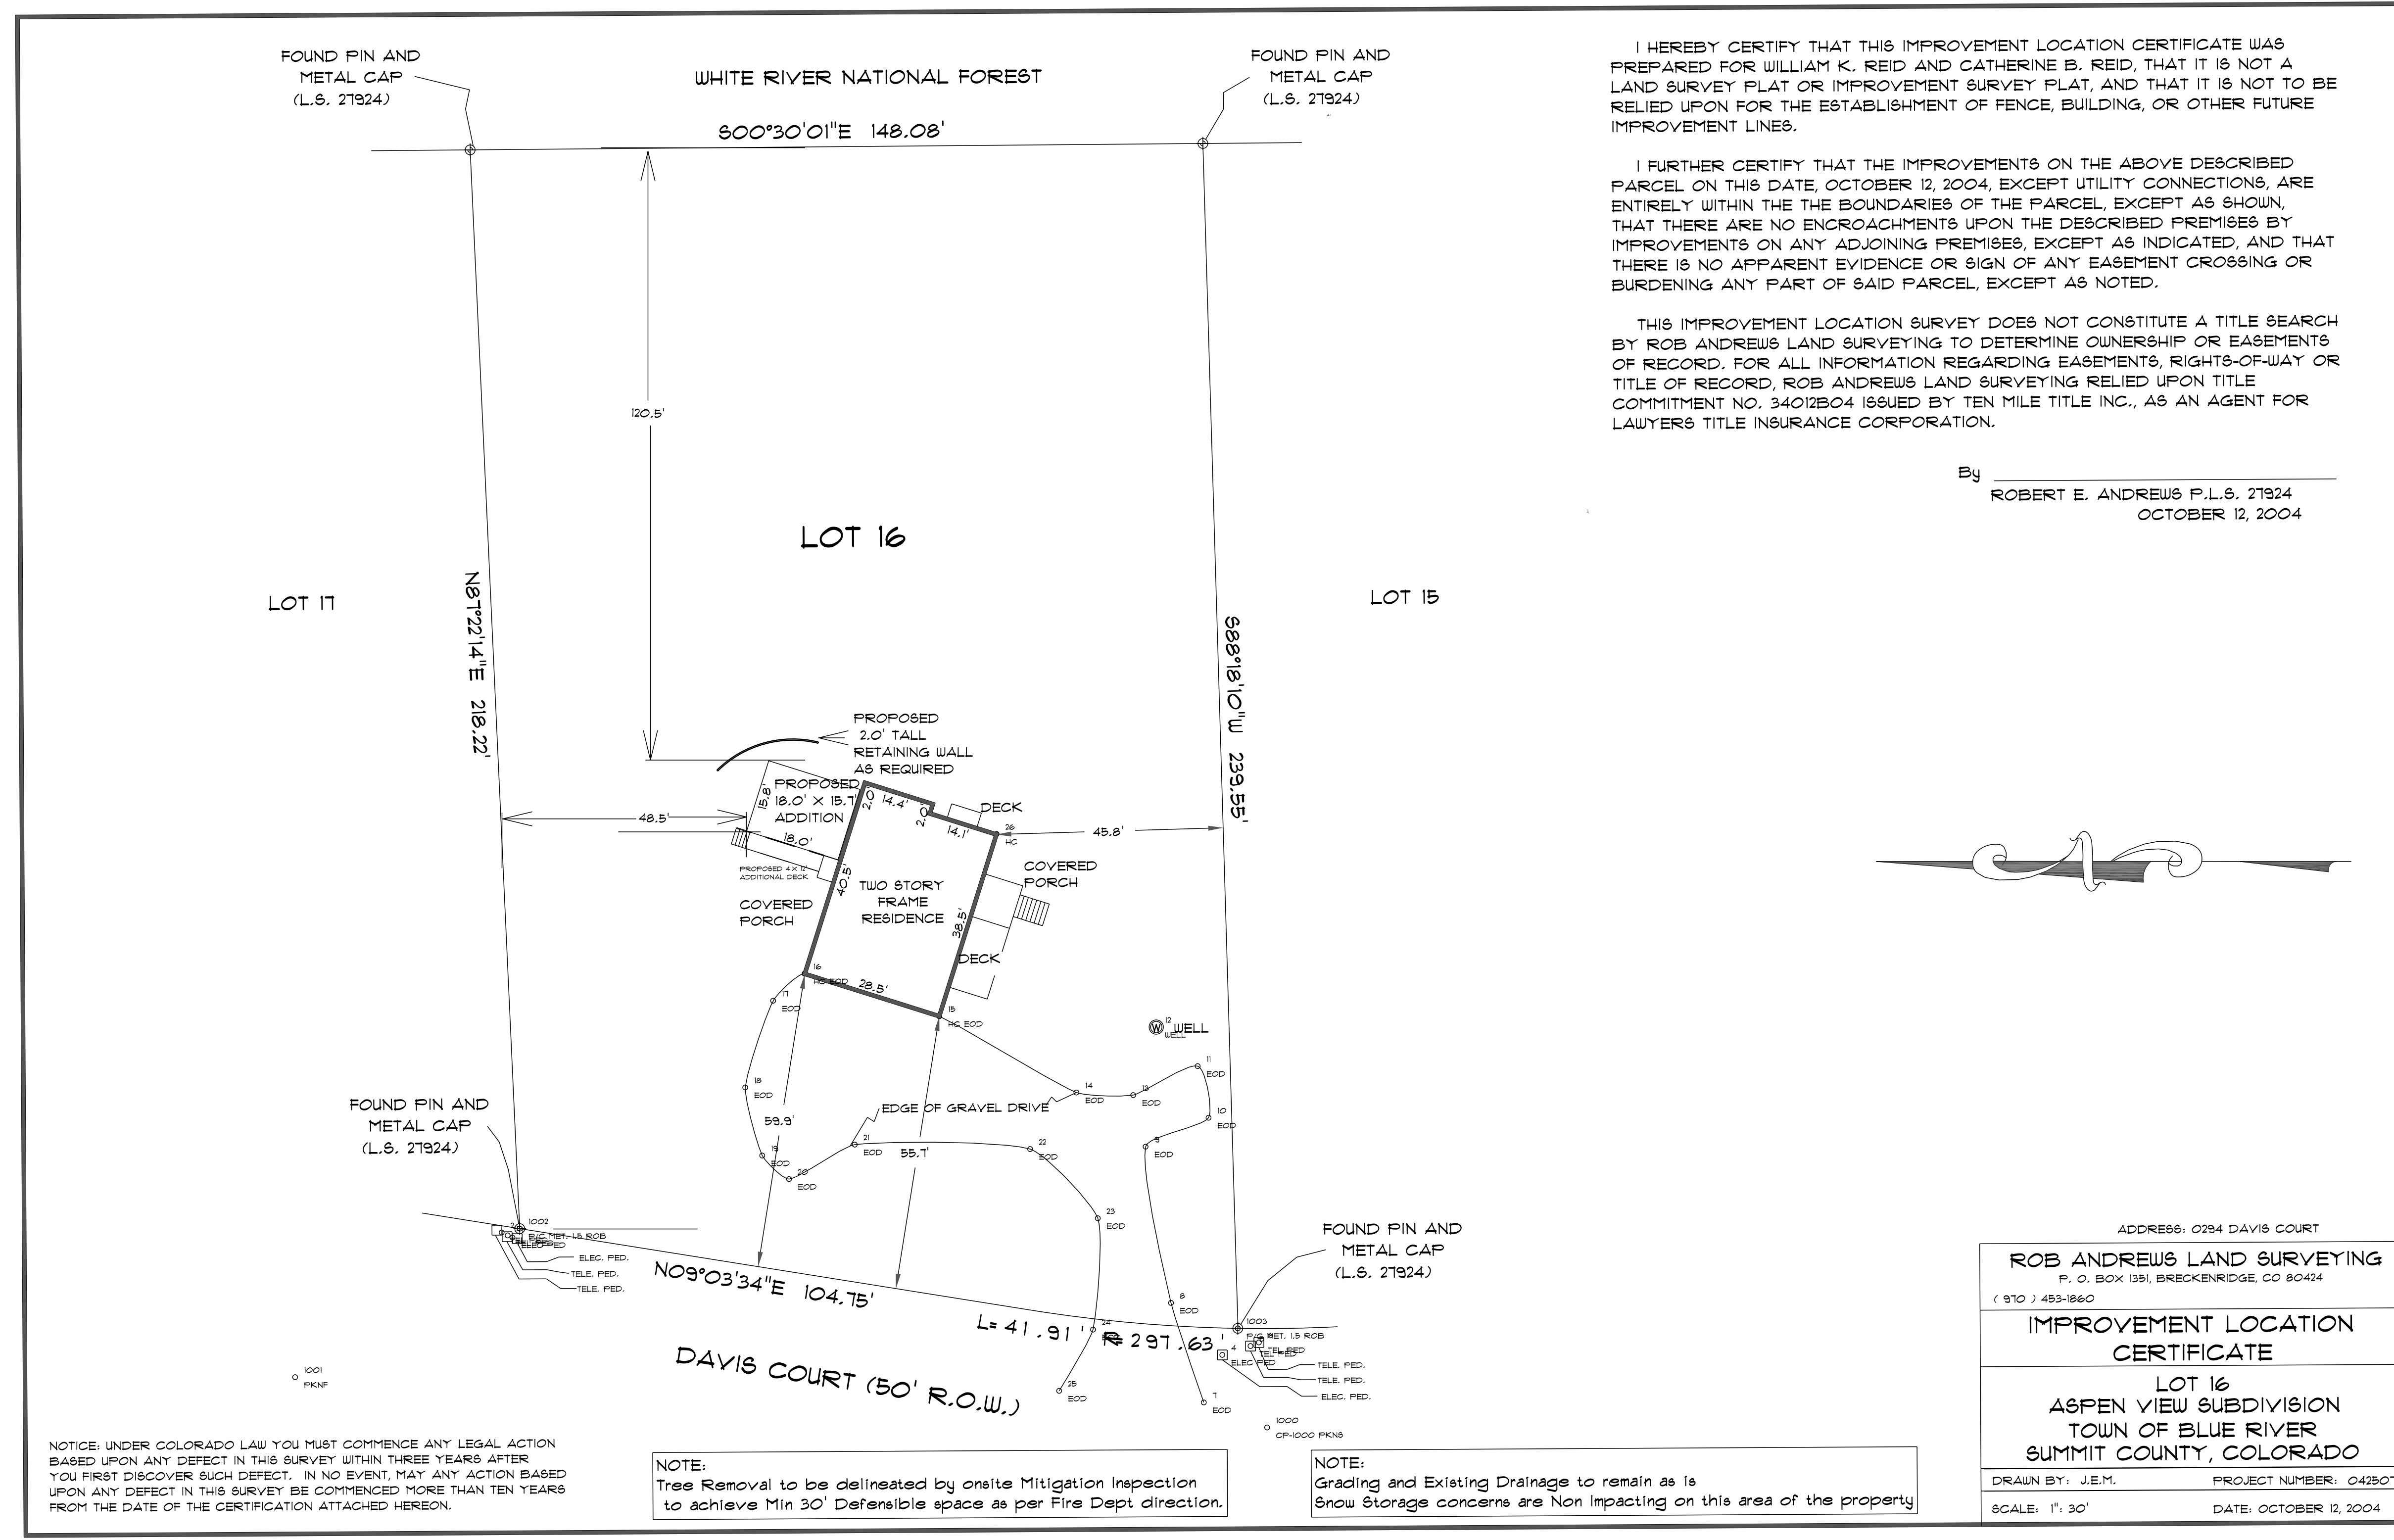 FOUND PIN AND
METAL CAP
(L.S. 27924)
WHITE RIVER NATIONAL FOREST
S00°30'01"E 148.08'
FOUND PIN AND
METAL CAP
(L.S. 27924)
I HEREBY CERTIFY THAT THIS IMPROVEMENT LOCATION CERTIFICATE WAS
PREPARED FOR WILLIAM K. REID AND CATHERINE B. REID, THAT IT IS NOT A
LAND SURVEY PLAT OR IMPROVEMENT SURVEY PLAT, AND THAT IT IS NOT TO BE
RELIED UPON FOR THE ESTABLISHMENT OF FENCE, BUILDING, OR OTHER FUTURE
IMPROVEMENT LINES.
I FURTHER CERTIFY THAT THE IMPROVEMENTS ON THE ABOVE DESCRIBED
PARCEL ON THIS DATE, OCTOBER 12, 2004, EXCEPT UTILITY CONNECTIONS, ARE
ENTIRELY WITHIN THE THE BOUNDARIES OF THE PARCEL, EXCEPT AS SHOWN,
THAT THERE ARE NO ENCROACHMENTS UPON THE DESCRIBED PREMISES BY
IMPROVEMENTS ON ANY ADJOINING PREMISES, EXCEPT AS INDICATED, AND THAT
THERE IS NO APPARENT EVIDENCE OR SIGN OF ANY EASEMENT CROSSING OR
BURDENING ANY PART OF SAID PARCEL, EXCEPT AS NOTED.
THIS IMPROVEMENT LOCATION SURVEY DOES NOT CONSTITUTE A TITLE SEARCH
BY ROB ANDREWS LAND SURVEYING TO DETERMINE OWNERSHIP OR EASEMENTS
OF RECORD. FOR ALL INFORMATION REGARDING EASEMENTS, RIGHTS-OF-WAY OR
TITLE OF RECORD, ROB ANDREWS LAND SURVEYING RELIED UPON TITLE
COMMITMENT NO. 34012B04 ISSUED BY TEN MILE TITLE INC., AS AN AGENT FOR
LAWYERS TITLE INSURANCE CORPORATION.
By
ROBERT E. ANDREWS P.L.S. 27924
OCTOBER 12, 2004
120.5'
LOT 16
LOT 17
LOT 15
N87°22'14"E 218.22'
S88°18'10"W 239.55'
PROPOSED
2.0' TALL
RETAINING WALL
AS REQUIRED
PROPOSED
18.0' X 15.7'
ADDITION
15.8'
18.0'
48.5'
2.0
14.4'
2.0'
14.1'
DECK
26
HC
45.8'
PROPOSED 4'X 12'
ADDITIONAL DECK
40.5'
COVERED
PORCH
TWO STORY
FRAME
RESIDENCE
COVERED
PORCH
38.5'
DECK
16
HC EOD
28.5'
15
HC EOD
17
EOD
12
WELL
WELL
W
11
EOD
10
EOD
14
EOD
13
EOD
9
EOD
18
EOD
EDGE OF GRAVEL DRIVE
59.9'
55.7'
19
EOD
20
EOD
21
EOD
22
EOD
23
EOD
FOUND PIN AND
METAL CAP
(L.S. 27924)
1002
P/C MET. 1.5 ROB
2
ELEC PED
ELEC. PED.
TELE. PED.
TELE. PED.
N09°03'34"E 104.75'
L= 41.91' R= 297.63'
DAVIS COURT (50' R.O.W.)
24
25
EOD
8
EOD
7
EOD
FOUND PIN AND
METAL CAP
(L.S. 27924)
1003
P/C MET. 1.5 ROB
TEL PED
4
ELEC PED
TELE. PED.
TELE. PED.
ELEC. PED.
1001
PKNF
1000
CP-1000 PKNS
NOTICE: UNDER COLORADO LAW YOU MUST COMMENCE ANY LEGAL ACTION
BASED UPON ANY DEFECT IN THIS SURVEY WITHIN THREE YEARS AFTER
YOU FIRST DISCOVER SUCH DEFECT. IN NO EVENT, MAY ANY ACTION BASED
UPON ANY DEFECT IN THIS SURVEY BE COMMENCED MORE THAN TEN YEARS
FROM THE DATE OF THE CERTIFICATION ATTACHED HEREON.
NOTE:
Tree Removal to be delineated by onsite Mitigation Inspection
to achieve Min 30' Defensible space as per Fire Dept direction.
NOTE:
Grading and Existing Drainage to remain as is
Snow Storage concerns are Non Impacting on this area of the property
ADDRESS: 0294 DAVIS COURT
ROB ANDREWS LAND SURVEYING
P. O. BOX 1351, BRECKENRIDGE, CO 80424
( 970 ) 453-1860
IMPROVEMENT LOCATION
CERTIFICATE
LOT 16
ASPEN VIEW SUBDIVISION
TOWN OF BLUE RIVER
SUMMIT COUNTY, COLORADO
DRAWN BY: J.E.M. PROJECT NUMBER: 042507
SCALE: 1": 30' DATE: OCTOBER 12, 2004